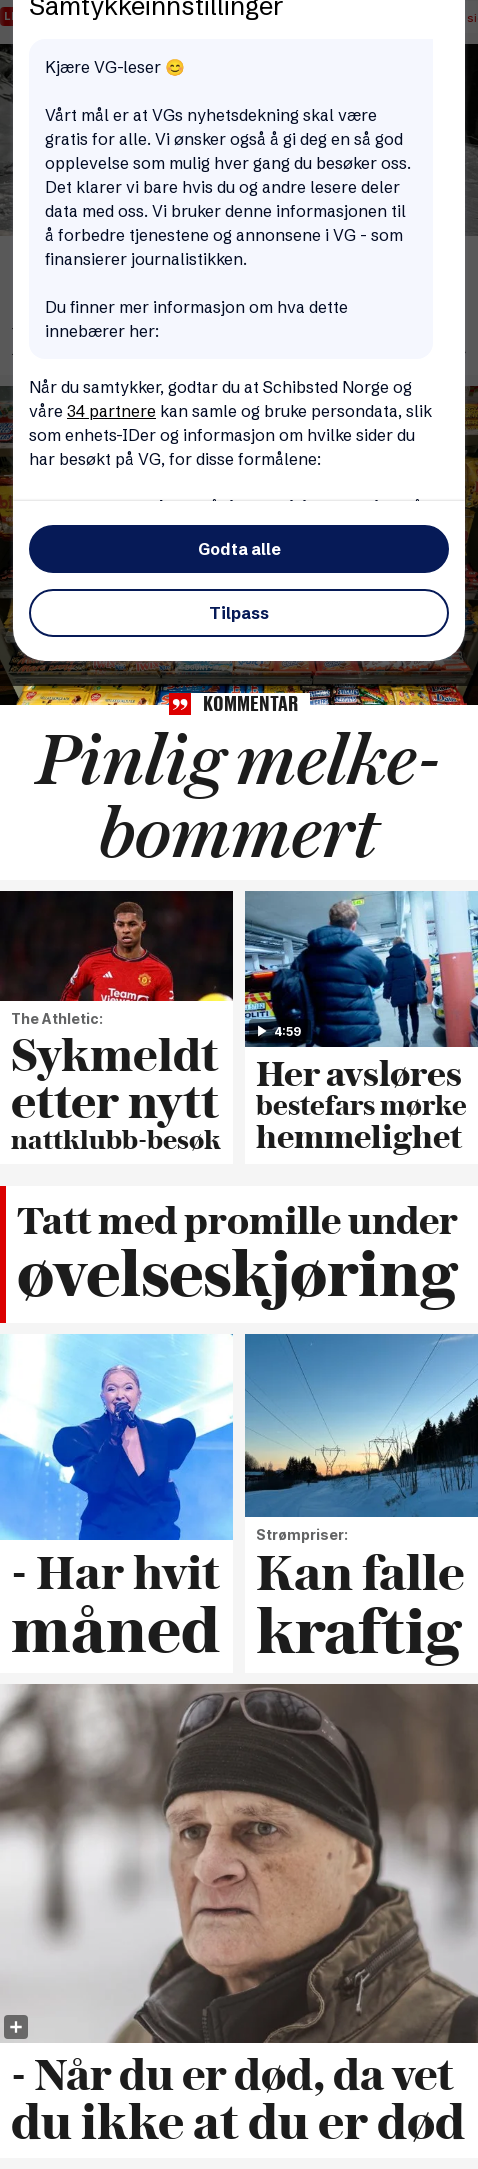 Samtykkeinnstillinger
Kjære VG-leser 😊
Vårt mål er at VGs nyhetsdekning skal være
gratis for alle. Vi ønsker også å gi deg en så god
opplevelse som mulig hver gang du besøker oss.
Det klarer vi bare hvis du og andre lesere deler
data med oss. Vi bruker denne informasjonen til
å forbedre tjenestene og annonsene i VG - som
finansierer journalistikken.
Du finner mer informasjon om hva dette
innebærer her:
Når du samtykker, godtar du at Schibsted Norge og
våre 34 partnere kan samle og bruke persondata, slik
som enhets-IDer og informasjon om hvilke sider du
har besøkt på VG, for disse formålene:
Godta alle
Tilpass
KOMMENTAR
Pinlig melke-
bommert
The Athletic:
Sykmeldt
etter nytt
nattklubb-besøk
POLITI
4:59
Her avsløres
bestefars mørke
hemmelighet
Tatt med promille under
øvelseskjøring
- Har hvit
måned
Strømpriser:
Kan falle
kraftig
- Når du er død, da vet
du ikke at du er død